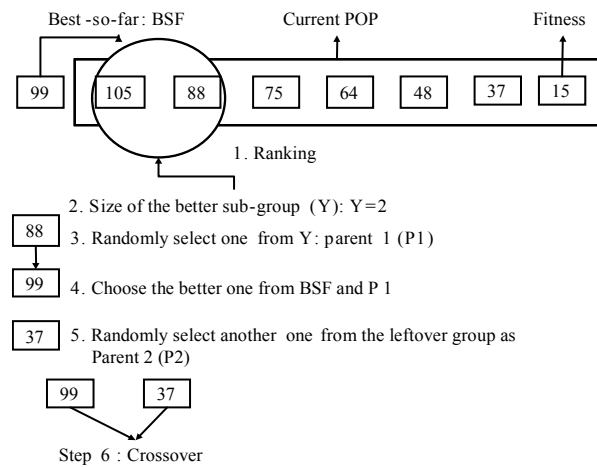 Best -so-far: BSF
Current POP
Fitness
99
105
88
75
64
48
37
15
1. Ranking
2. Size of the better sub-group (Y): Y=2
88
3. Randomly select one from Y: parent 1 (P1)
99
4. Choose the better one from BSF and P 1
37
5. Randomly select another one from the leftover group as
Parent 2 (P2)
99
37
Step 6 : Crossover